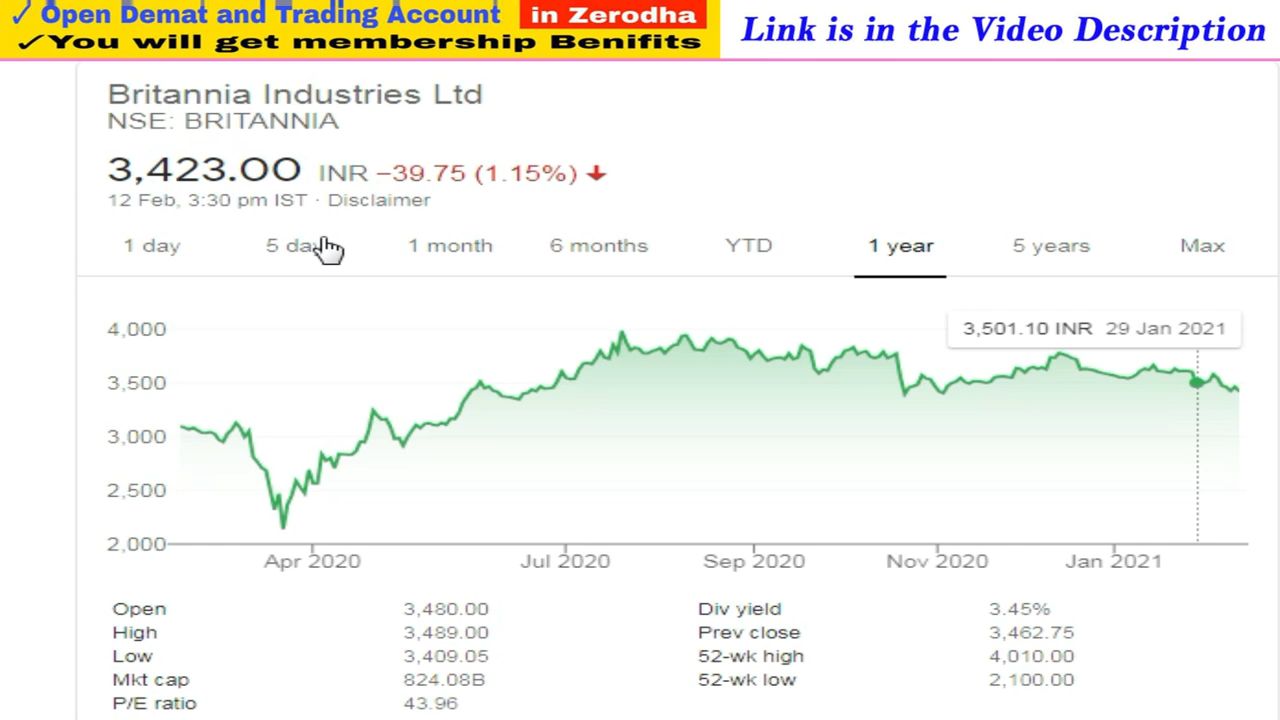 ✓ Open Demat and Trading Account in Zerodha
✓You will get membership Benifits
Link is in the Video Description
Britannia Industries Ltd
NSE: BRITANNIA
3,423.00 INR −39.75 (1.15%)
12 Feb, 3:30 pm IST · Disclaimer
1 day 5 da 1 month 6 months YTD 1 year 5 years Max
3,501.10 INR 29 Jan 2021
4,000
3,500
3,000
2,500
2,000
Apr 2020 Jul 2020 Sep 2020 Nov 2020 Jan 2021
Open 3,480.00 Div yield 3.45%
High 3,489.00 Prev close 3,462.75
Low 3,409.05 52-wk high 4,010.00
Mkt cap 824.08B 52-wk low 2,100.00
P/E ratio 43.96